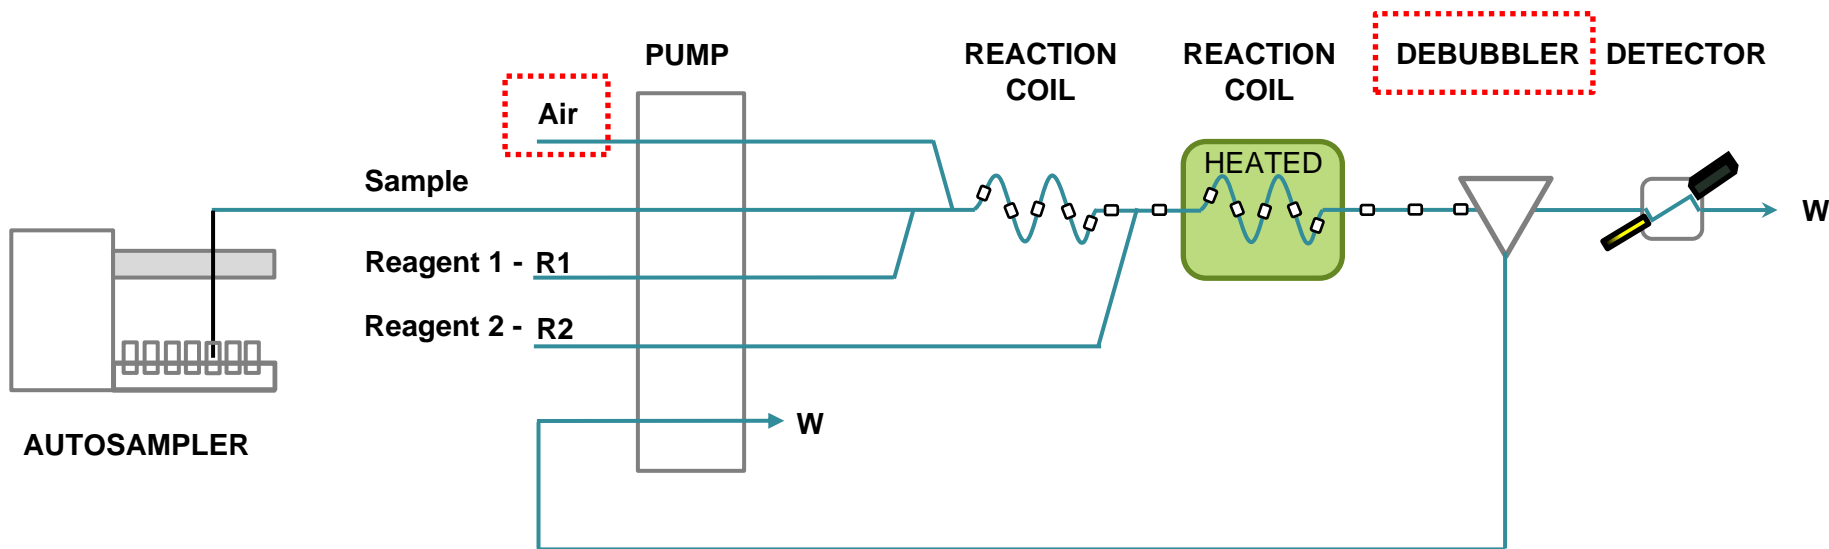 PUMP
REACTION
COIL
REACTION
COIL
DEBUBBLER
DETECTOR
Air
HEATED
Sample
W
Reagent 1 - R1
Reagent 2 - R2
W
AUTOSAMPLER